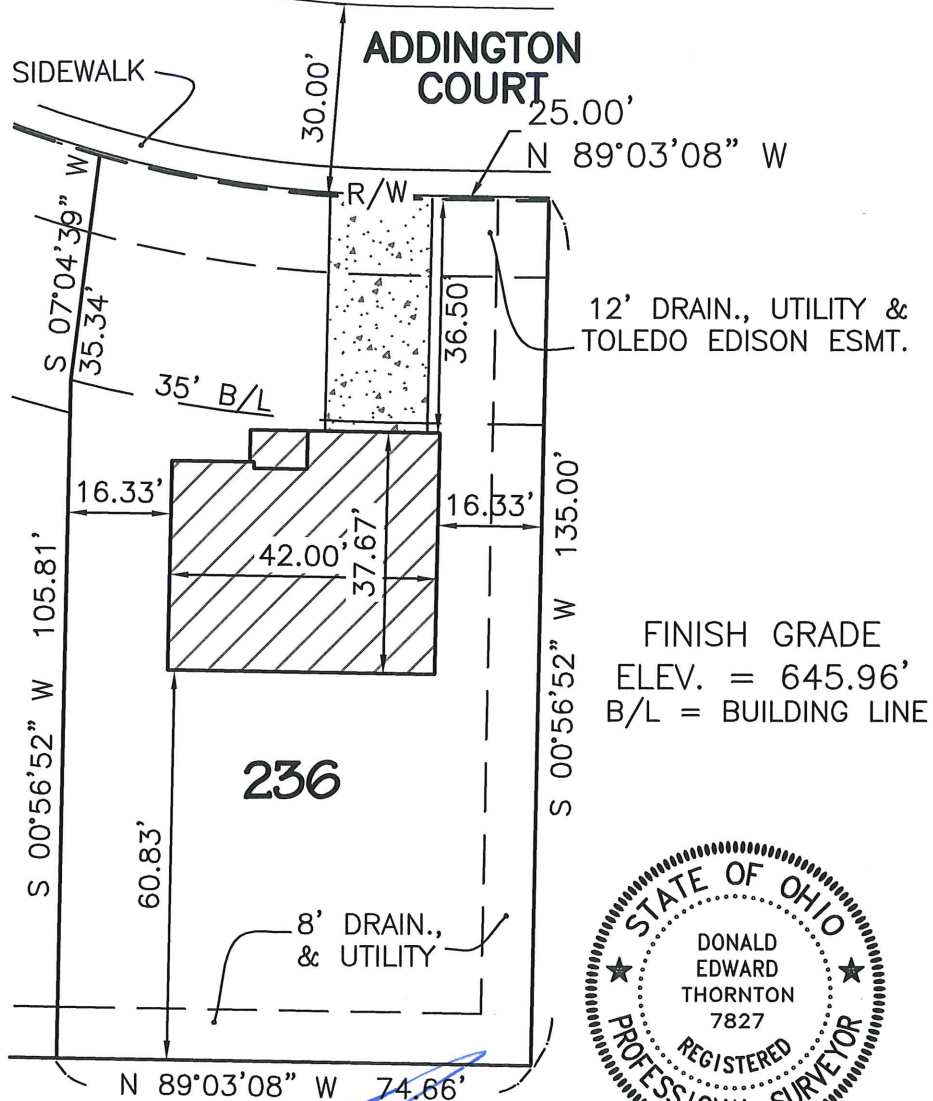 ADDINGTON
COURT
SIDEWALK
30.00'
25.00'
N 89°03'08" W
R/W
S 07°04'39" W
35.34'
36.50'
12' DRAIN., UTILITY &
TOLEDO EDISON ESMT.
35' B/L
16.33'
16.33'
42.00'
37.67'
S 00°56'52" W 105.81'
S 00°56'52" W 135.00'
FINISH GRADE
ELEV. = 645.96'
B/L = BUILDING LINE
236
60.83'
8' DRAIN.,
& UTILITY
N 89°03'08" W 74.66'
STATE OF OHIO
DONALD
EDWARD
THORNTON
7827
REGISTERED
PROFESSIONAL SURVEYOR